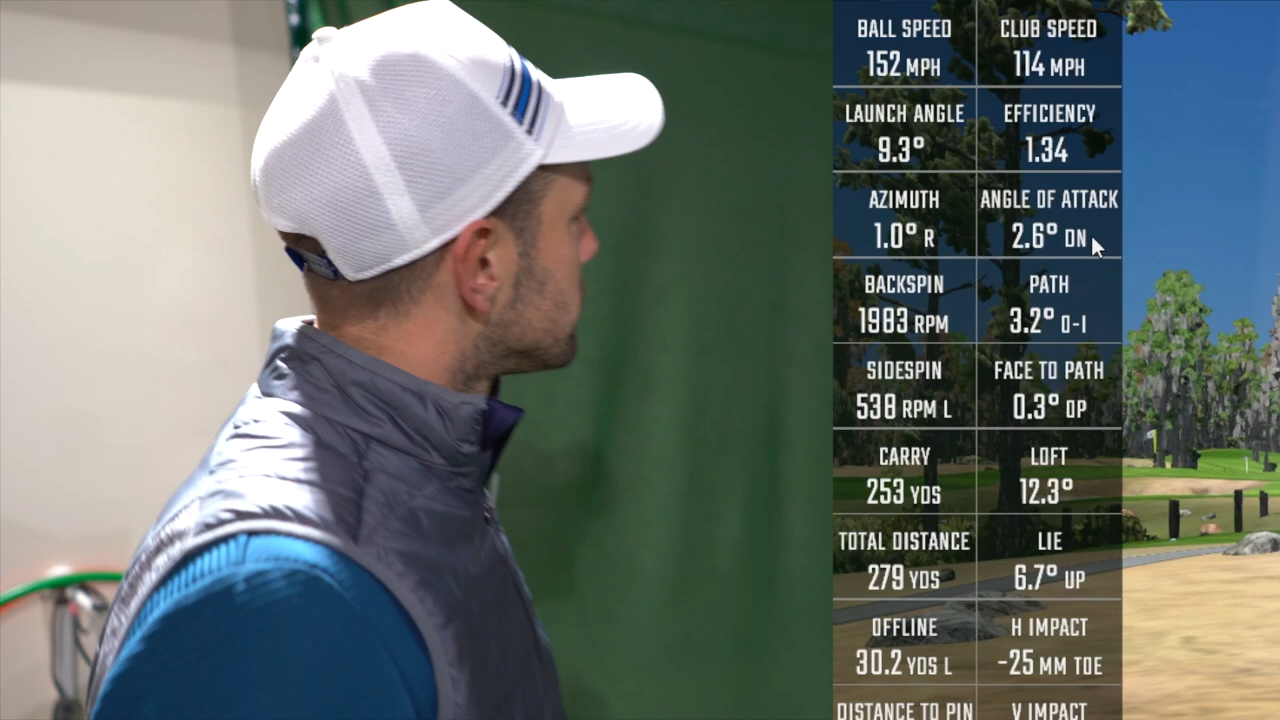 BALL SPEED CLUB SPEED
152 MPH 114 MPH
LAUNCH ANGLE EFFICIENCY
9.3° 1.34
AZIMUTH ANGLE OF ATTACK
1.0° R 2.6° DN
BACKSPIN PATH
1983 RPM 3.2° O-I
SIDESPIN FACE TO PATH
538 RPM L 0.3° OP
CARRY LOFT
253 YDS 12.3°
TOTAL DISTANCE LIE
279 YDS 6.7° UP
OFFLINE H IMPACT
30.2 YDS L -25 MM TOE
DISTANCE TO PIN V IMPACT